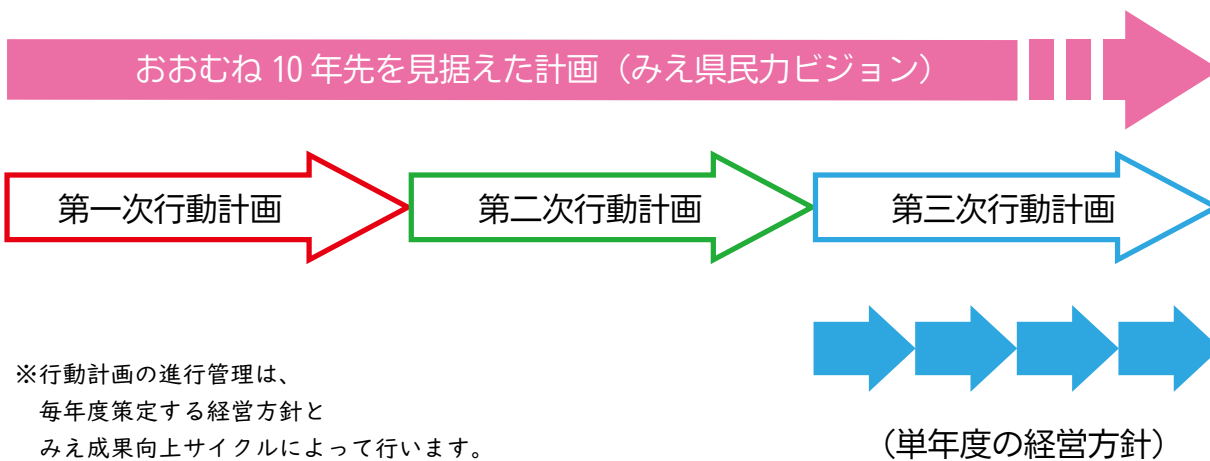 おおむね 10 年先を見据えた計画（みえ県民力ビジョン）
第一次行動計画
第二次行動計画
第三次行動計画
※行動計画の進行管理は、
毎年度策定する経営方針と
みえ成果向上サイクルによって行います。
（単年度の経営方針）